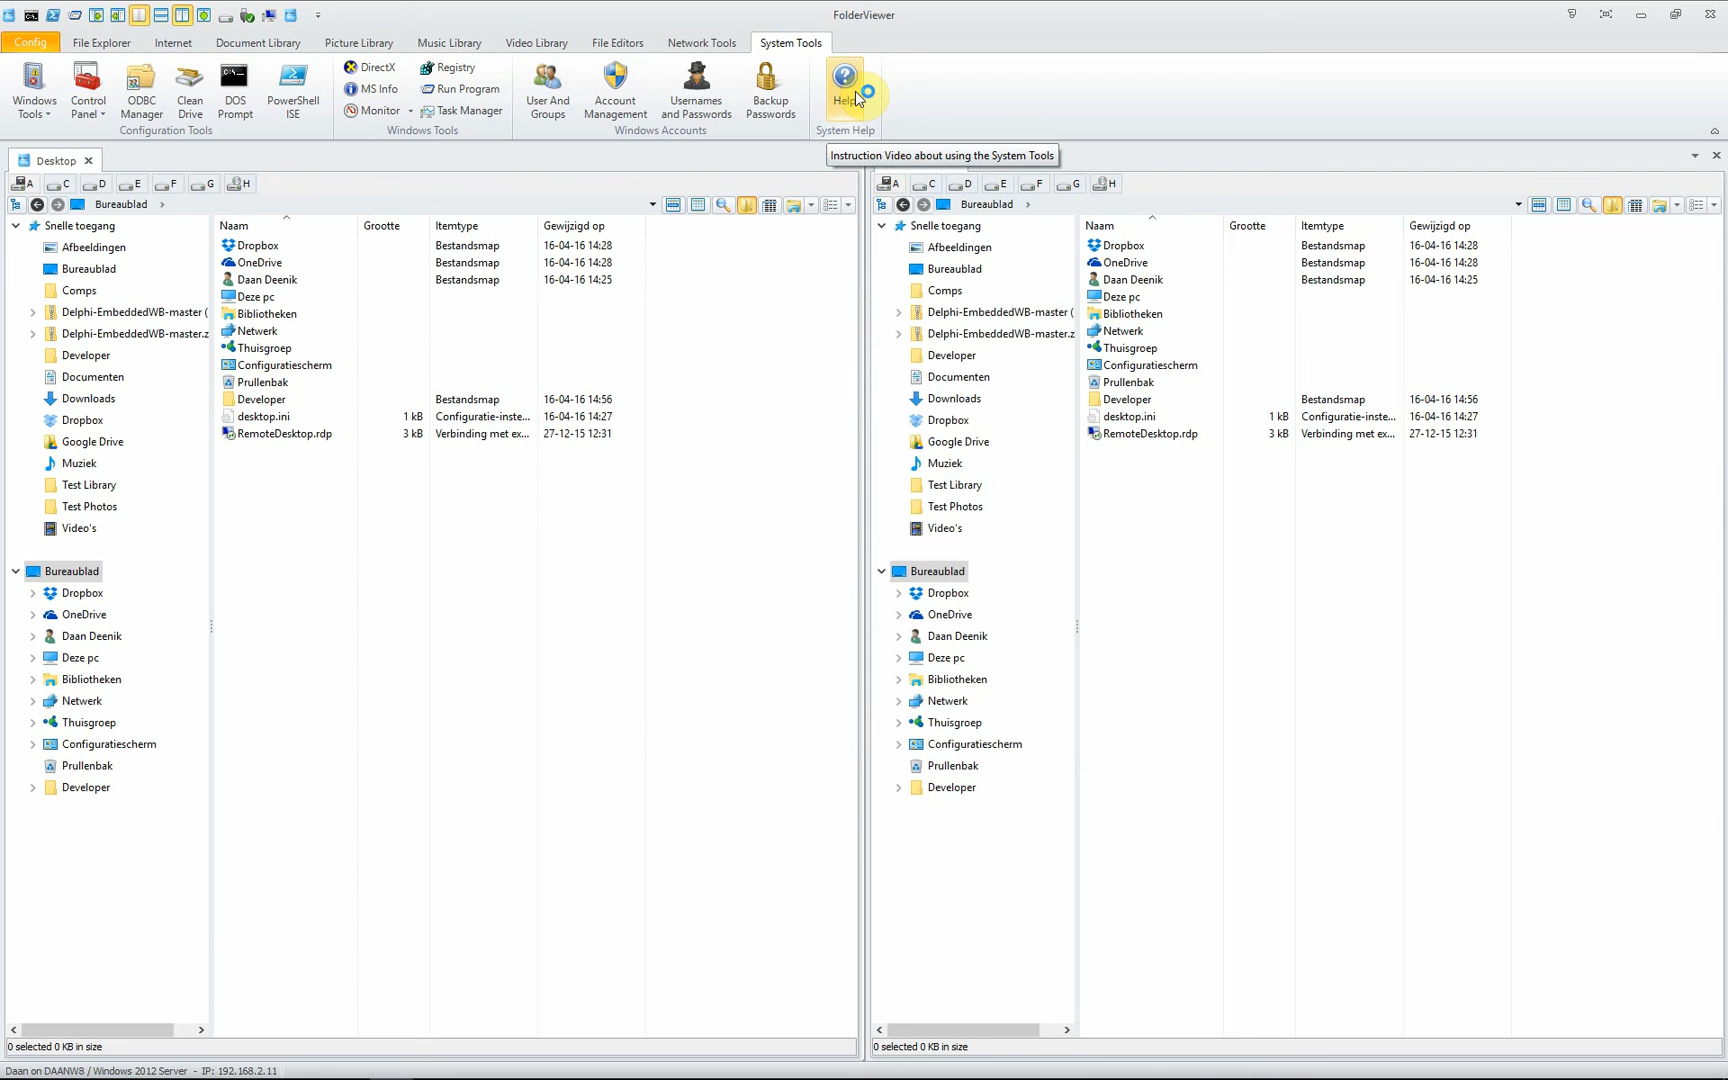 FolderViewer
Config File Explorer Internet Document Library Picture Library Music Library Video Library File Editors Network Tools System Tools
Windows Tools Control Panel ODBC Manager Clean Drive DOS Prompt PowerShell ISE
Configuration Tools
DirectX Registry
MS Info Run Program
Monitor Task Manager
Windows Tools
User And Groups Account Management Usernames and Passwords Backup Passwords
Windows Accounts
Help
System Help
Instruction Video about using the System Tools
Desktop
A C D E F G H
Bureaublad
Snelle toegang
Afbeeldingen
Bureaublad
Comps
Delphi-EmbeddedWB-master (
Delphi-EmbeddedWB-master.z
Developer
Documenten
Downloads
Dropbox
Google Drive
Muziek
Test Library
Test Photos
Video's
Bureaublad
Dropbox
OneDrive
Daan Deenik
Deze pc
Bibliotheken
Netwerk
Thuisgroep
Configuratiescherm
Prullenbak
Developer
Naam Grootte Itemtype Gewijzigd op
Dropbox Bestandsmap 16-04-16 14:28
OneDrive Bestandsmap 16-04-16 14:28
Daan Deenik Bestandsmap 16-04-16 14:25
Deze pc
Bibliotheken
Netwerk
Thuisgroep
Configuratiescherm
Prullenbak
Developer Bestandsmap 16-04-16 14:56
desktop.ini 1 kB Configuratie-inste... 16-04-16 14:27
RemoteDesktop.rdp 3 kB Verbinding met ex... 27-12-15 12:31
0 selected 0 KB in size
A C D E F G H
Bureaublad
Snelle toegang
Afbeeldingen
Bureaublad
Comps
Delphi-EmbeddedWB-master (
Delphi-EmbeddedWB-master.z
Developer
Documenten
Downloads
Dropbox
Google Drive
Muziek
Test Library
Test Photos
Video's
Bureaublad
Dropbox
OneDrive
Daan Deenik
Deze pc
Bibliotheken
Netwerk
Thuisgroep
Configuratiescherm
Prullenbak
Developer
Naam Grootte Itemtype Gewijzigd op
Dropbox Bestandsmap 16-04-16 14:28
OneDrive Bestandsmap 16-04-16 14:28
Daan Deenik Bestandsmap 16-04-16 14:25
Deze pc
Bibliotheken
Netwerk
Thuisgroep
Configuratiescherm
Prullenbak
Developer Bestandsmap 16-04-16 14:56
desktop.ini 1 kB Configuratie-inste... 16-04-16 14:27
RemoteDesktop.rdp 3 kB Verbinding met ex... 27-12-15 12:31
0 selected 0 KB in size
Daan on DAANW8 / Windows 2012 Server - IP: 192.168.2.11